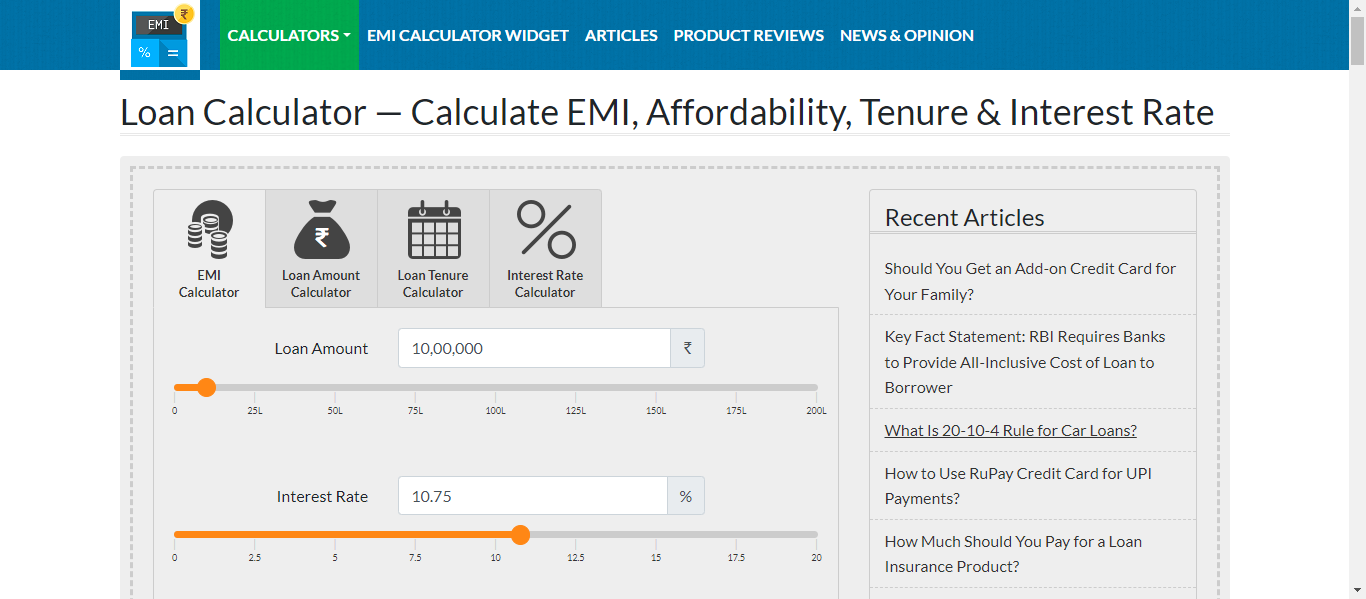 EMI ₹
% =
CALCULATORS EMI CALCULATOR WIDGET ARTICLES PRODUCT REVIEWS NEWS & OPINION
Loan Calculator — Calculate EMI, Affordability, Tenure & Interest Rate
EMI
Calculator
₹
Loan Amount
Calculator
Loan Tenure
Calculator
Interest Rate
Calculator
Loan Amount 10,00,000 ₹
0 25L 50L 75L 100L 125L 150L 175L 200L
Interest Rate 10.75 %
0 2.5 5 7.5 10 12.5 15 17.5 20
Recent Articles
Should You Get an Add-on Credit Card for
Your Family?
Key Fact Statement: RBI Requires Banks
to Provide All-Inclusive Cost of Loan to
Borrower
What Is 20-10-4 Rule for Car Loans?
How to Use RuPay Credit Card for UPI
Payments?
How Much Should You Pay for a Loan
Insurance Product?